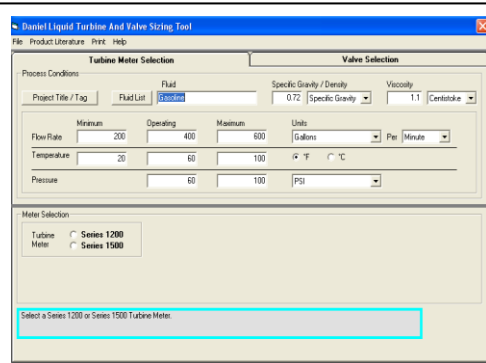 Daniel Liquid Turbine And Valve Sizing Tool
File Product Literature Print Help
Turbine Meter Selection Valve Selection
Process Conditions
Fluid Specific Gravity / Density Viscosity
Project Title / Tag Fluid List Gasoline 0.72 Specific Gravity 1.1 Centistoke
Minimum Operating Maximum Units
Flow Rate 200 400 600 Gallons Per Minute
Temperature 20 60 100 °F °C
Pressure 60 100 PSI
Meter Selection
Turbine Series 1200
Meter Series 1500
Select a Series 1200 or Series 1500 Turbine Meter.